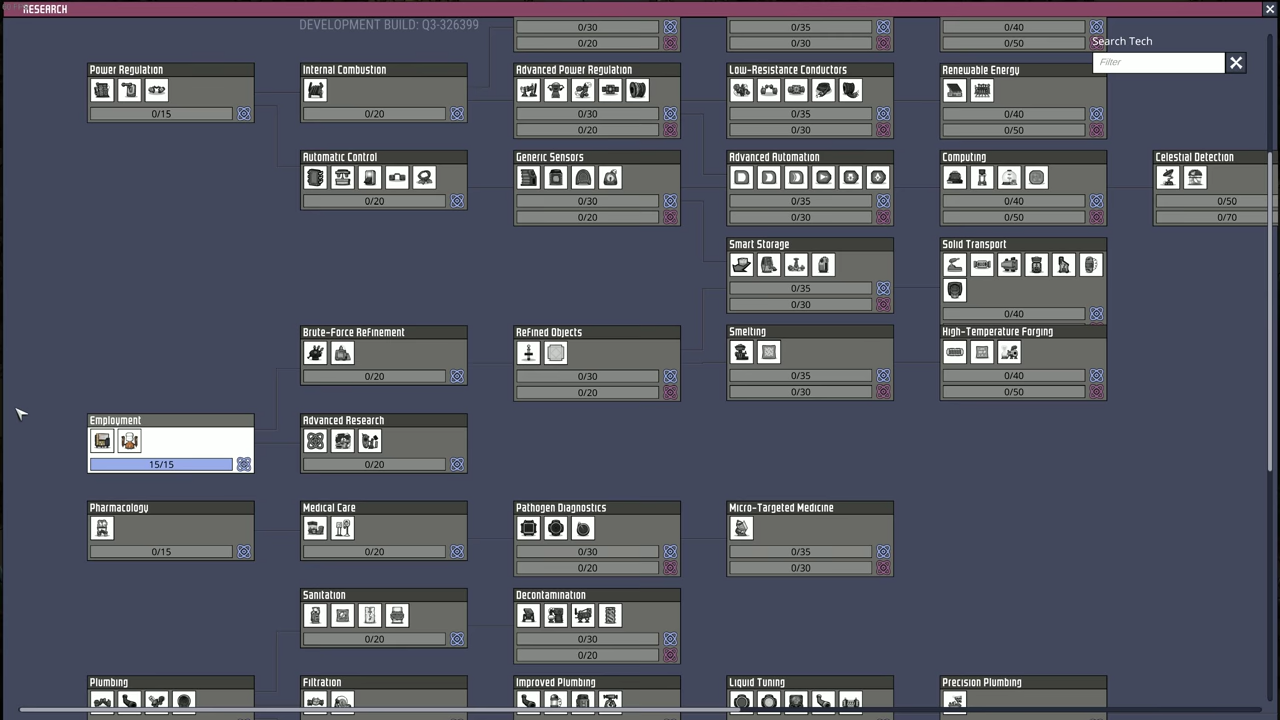 RESEARCH
DEVELOPMENT BUILD: Q3-326399
0/30
0/20
0/35
0/30
0/40
0/50
Search Tech
Filter
Power Regulation
0/15
Internal Combustion
0/20
Advanced Power Regulation
0/30
0/20
Low-Resistance Conductors
0/35
0/30
Renewable Energy
0/40
0/50
Automatic Control
0/20
Generic Sensors
0/30
0/20
Advanced Automation
0/35
0/30
Computing
0/40
0/50
Celestial Detection
0/50
0/70
Smart Storage
0/35
0/30
Solid Transport
0/40
Brute-Force Refinement
0/20
Refined Objects
0/30
0/20
Smelting
0/35
0/30
High-Temperature Forging
0/40
0/50
Employment
15/15
Advanced Research
0/20
Pharmacology
0/15
Medical Care
0/20
Pathogen Diagnostics
0/30
0/20
Micro-Targeted Medicine
0/35
0/30
Sanitation
0/20
Decontamination
0/30
0/20
Plumbing
Filtration
Improved Plumbing
Liquid Tuning
Precision Plumbing